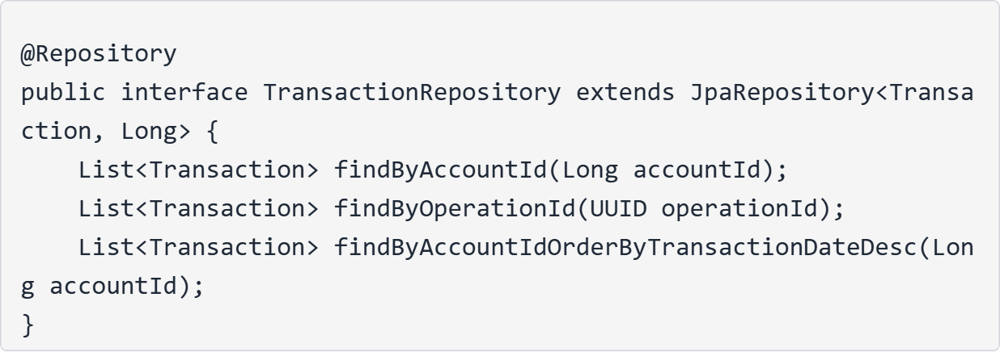 @Repository
public interface TransactionRepository extends JpaRepository<Transa
ction, Long> {
    List<Transaction> findByAccountId(Long accountId);
    List<Transaction> findByOperationId(UUID operationId);
    List<Transaction> findByAccountIdOrderByTransactionDateDesc(Lon
g accountId);
}